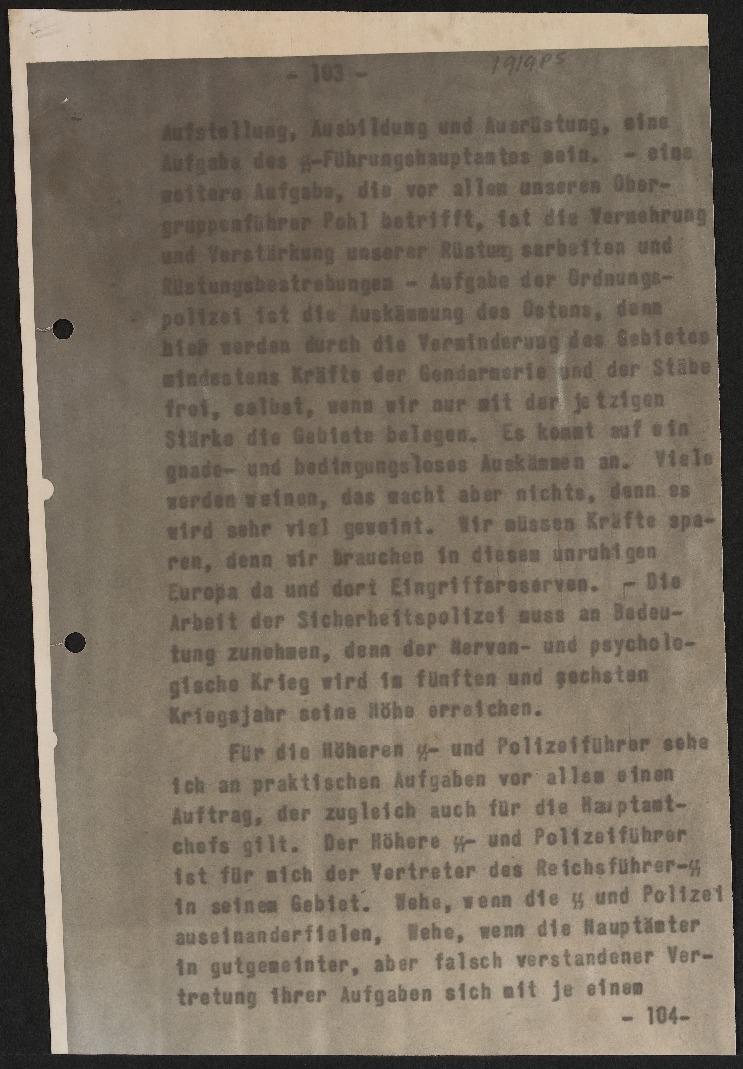 - 103 -
1919 PS
Aufstellung, Ausbildung und Ausrüstung, eine
Aufgabe des ᛋᛋ-Führungshauptamtes sein. - eine
weitere Aufgabe, die vor allem unseren Ober-
gruppenführer Pohl betrifft, ist die Vermehrung
und Verstärkung unserer Rüstungsarbeiten und
Rüstungsbestrebungen - Aufgabe der Ordnungs-
polizei ist die Auskämmung des Ostens, denn
hier werden durch die Verminderung des Gebietes
mindestens Kräfte der Gendarmerie und der Stäbe
frei, selbst, wenn wir nur mit der jetzigen
Stärke die Gebiete belegen. Es kommt auf ein
gnade- und bedingungsloses Auskämmen an. Viele
werden weinen, das macht aber nichts, denn es
wird sehr viel geweint. Wir müssen Kräfte spa-
ren, denn wir brauchen in diesem unruhigen
Europa da und dort Eingriffsreserven. - Die
Arbeit der Sicherheitspolizei muss an Bedeu-
tung zunehmen, denn der Nerven- und psycholo-
gische Krieg wird im fünften und sechsten
Kriegsjahr seine Höhe erreichen.
Für die Höheren ᛋᛋ- und Polizeiführer sehe
ich an praktischen Aufgaben vor allem einen
Auftrag, der zugleich auch für die Hauptamt-
chefs gilt. Der Höhere ᛋᛋ- und Polizeiführer
ist für mich der Vertreter des Reichsführer-ᛋᛋ
in seinem Gebiet. Wehe, wenn die ᛋᛋ und Polizei
auseinanderfielen, Wehe, wenn die Hauptämter
in gutgemeinter, aber falsch verstandener Ver-
tretung ihrer Aufgaben sich mit je einem
- 104-